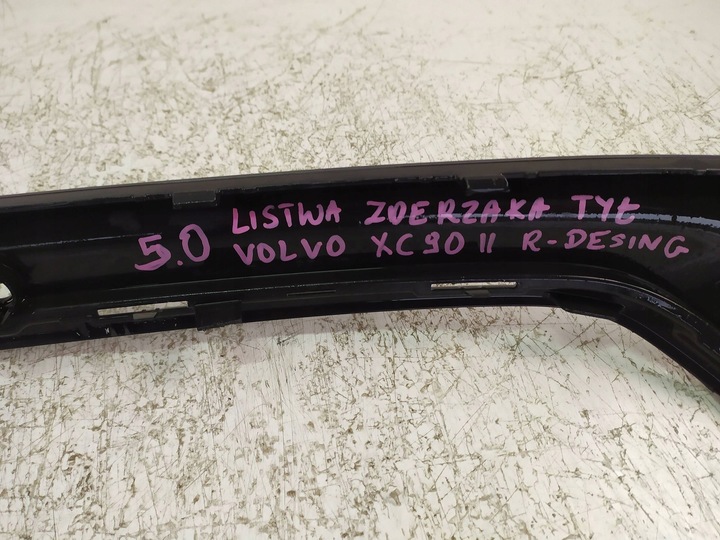 LISTWA ZDERZAKA TYŁ
5.0 VOLVO XC90 II R-DESING